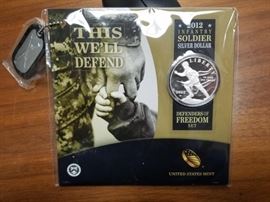 THIS
WE'LL
DEFEND
2012
INFANTRY
SOLDIER
SILVER DOLLAR
LIBERTY
DEFENDERS OF
FREEDOM
SET
UNITED STATES MINT